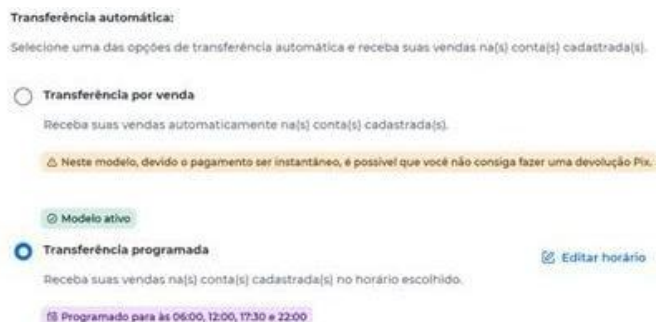 Transferência automática:
Selecione uma das opções de transferência automática e receba suas vendas na(s) conta(s) cadastrada(s).
Transferência por venda
Receba suas vendas automaticamente na(s) conta(s) cadastrada(s).
Neste modelo, devido o pagamento ser instantâneo, é possível que você não consiga fazer uma devolução Pix.
Modelo ativo
Transferência programada
Editar horário
Receba suas vendas na(s) conta(s) cadastrada(s) no horário escolhido.
Programado para às 06:00, 12:00, 17:30 e 22:00